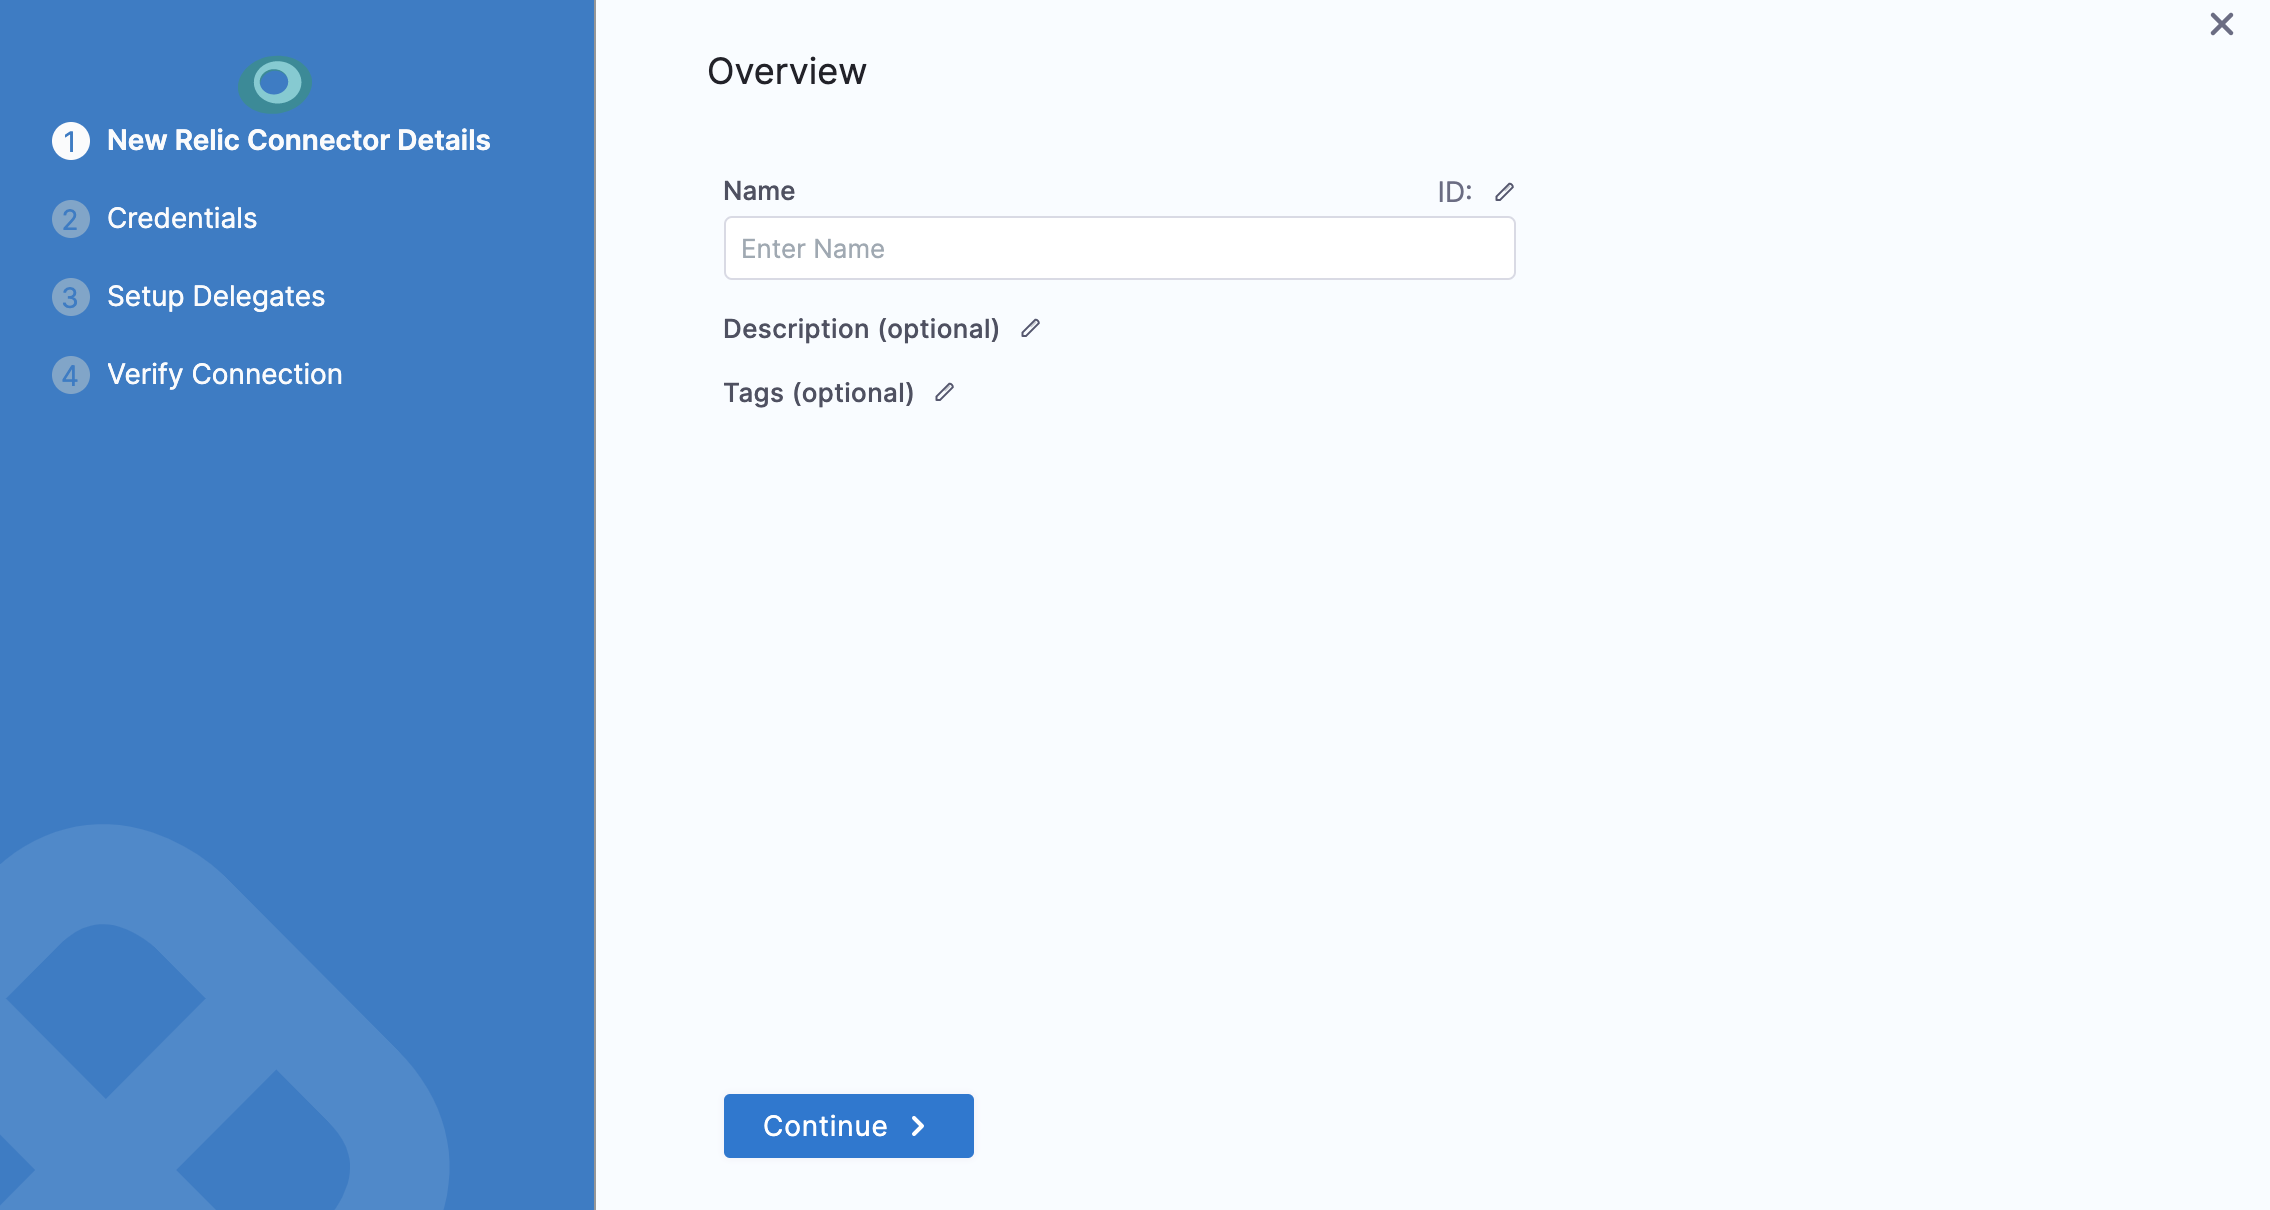 1 New Relic Connector Details
2 Credentials
3 Setup Delegates
4 Verify Connection
Overview
Name ID:
Enter Name
Description (optional)
Tags (optional)
Continue